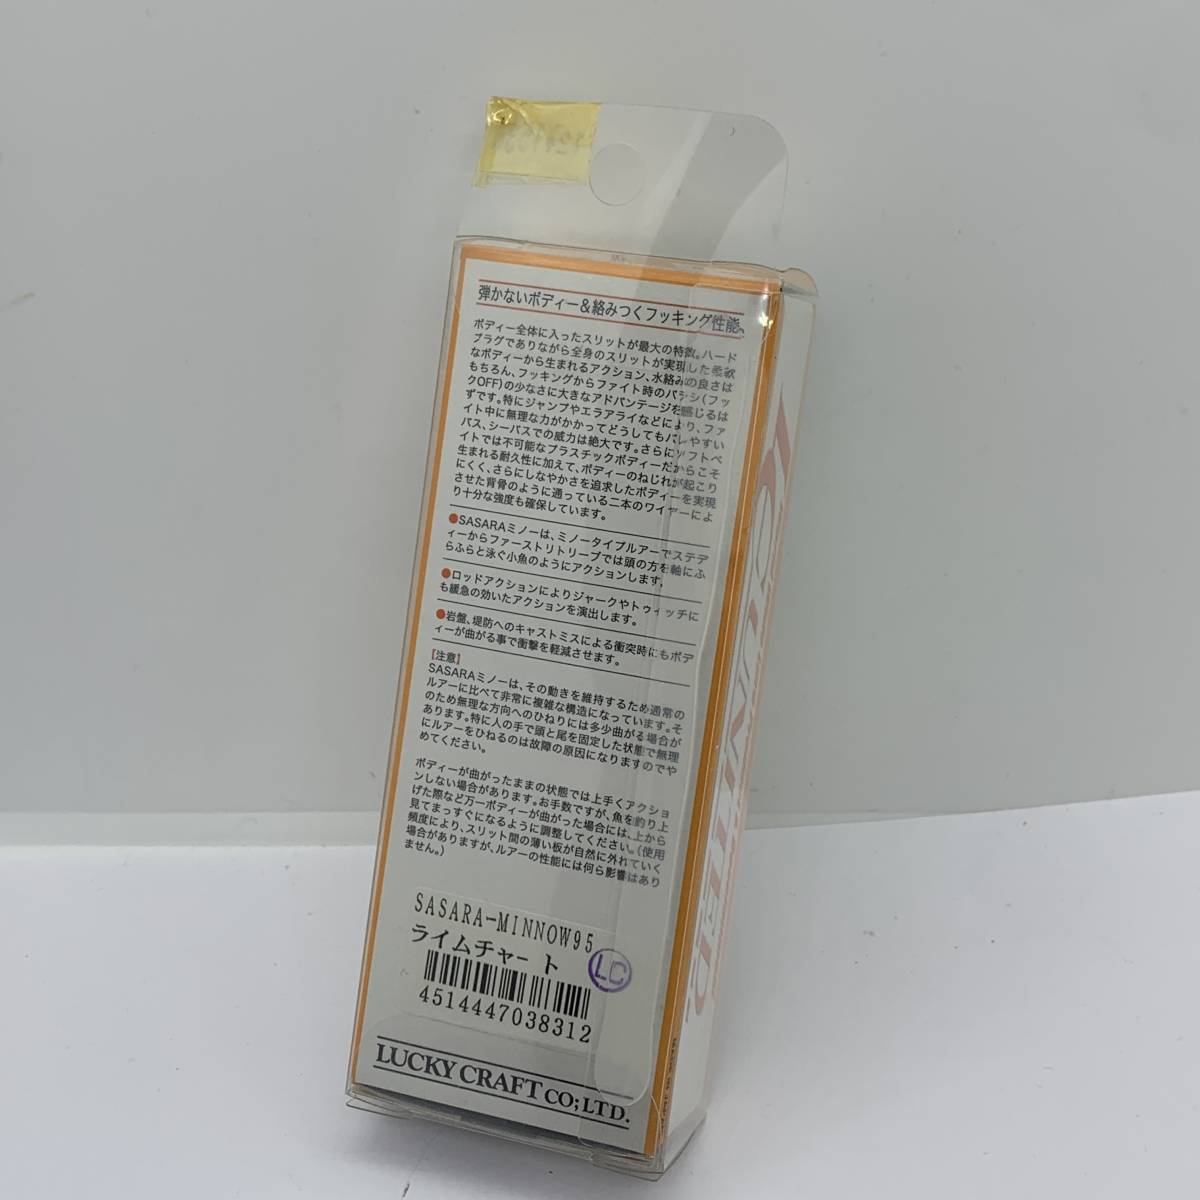 弾かないボディー＆絡みつくフッキング性能。
ボディー全体に入ったスリットが最大の特徴。ハード
プラグでありながら全身のスリットが実現した柔軟
なボディーから生まれるアクション、水絡みの良さは
もちろん、フッキングからファイト時のバラシ(フッ
クOFF)の少なさに大きなアドバンテージを感じるは
ずです。特にジャンプやエラアライなどにより、ファ
イト中に無理な力がかかってどうしてもバレやすい
バス、シーバスでの威力は絶大です。さらにソフトベ
イトでは不可能なプラスチックボディーだからこそ
生まれる耐久性に加えて、ボディーのねじれが起こり
にくく、さらにしなやかさを追求したボディーを実現
させた背骨のように通っている二本のワイヤーによ
り十分な強度も確保しています。
●SASARAミノーは、ミノータイプルアーでステデ
ィーからファーストリトリーブでは頭の方を軸にふ
らふらと泳ぐ小魚のようにアクションします。
●ロッドアクションによりジャークやトゥィッチに
も緩急の効いたアクションを演出します。
●岩盤、堤防へのキャストミスによる衝突時にもボデ
ィーが曲がる事で衝撃を軽減させます。
[注意]
SASARAミノーは、その動きを維持するため通常の
ルアーに比べて非常に複雑な構造になっています。そ
のため無理な方向へのひねりには多少曲がる場合が
あります。特に人の手で頭と尾を固定した状態で無理
にルアーをひねるのは故障の原因になりますのでや
めてください。
ボディーが曲がったままの状態では上手くアクショ
ンしない場合があります。お手数ですが、魚を釣り上
げた際など万一ボディーが曲がった場合には、上から
見てまっすぐになるように調整してください。(使用
頻度により、スリット間の薄い板が自然に外れていく
場合がありますが、ルアーの性能には何ら影響はあり
ません。)
SASARA-MINNOW95
ライムチャート
LC
4514447038312
LUCKY CRAFT CO;LTD.